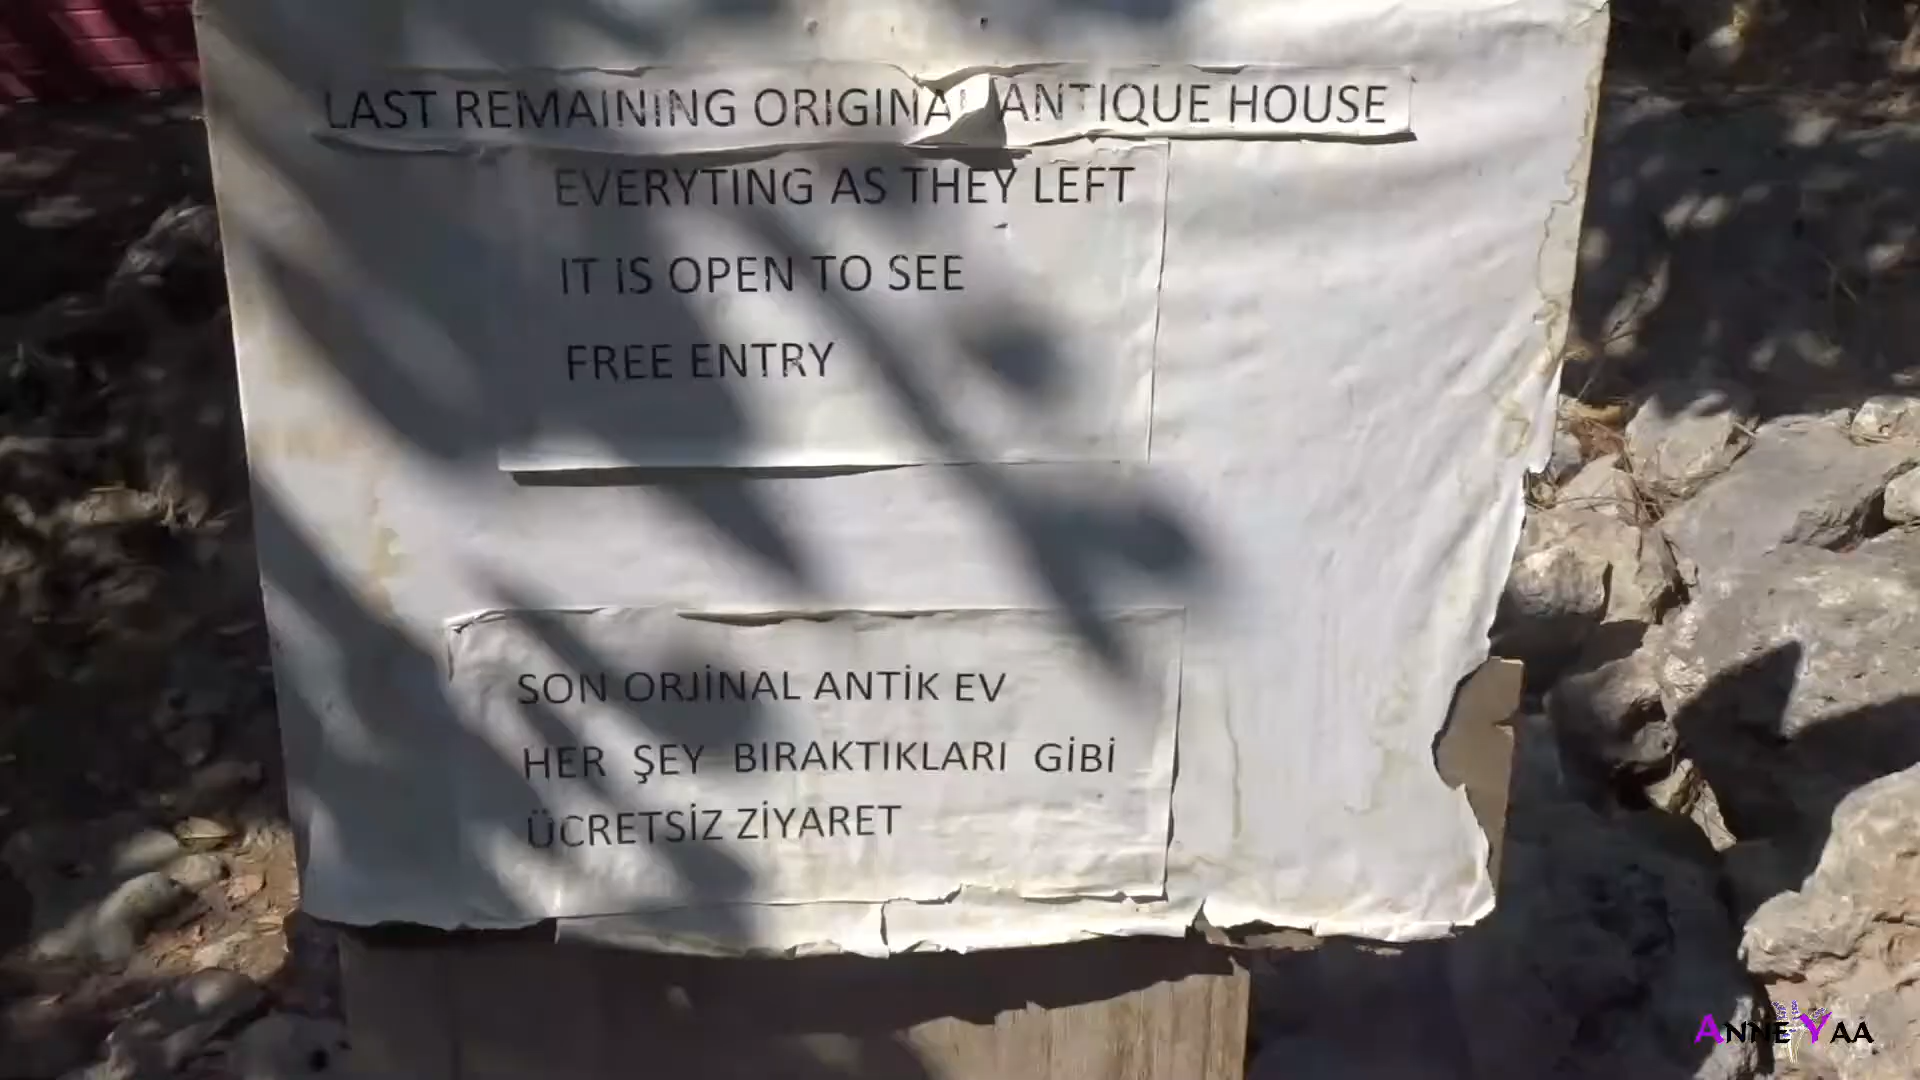 LAST REMAINING ORIGINAL ANTIQUE HOUSE
EVERYTING AS THEY LEFT
IT IS OPEN TO SEE
FREE ENTRY
SON ORJİNAL ANTİK EV
HER ŞEY BIRAKTIKLARI GİBİ
ÜCRETSİZ ZİYARET
ANNE YAA